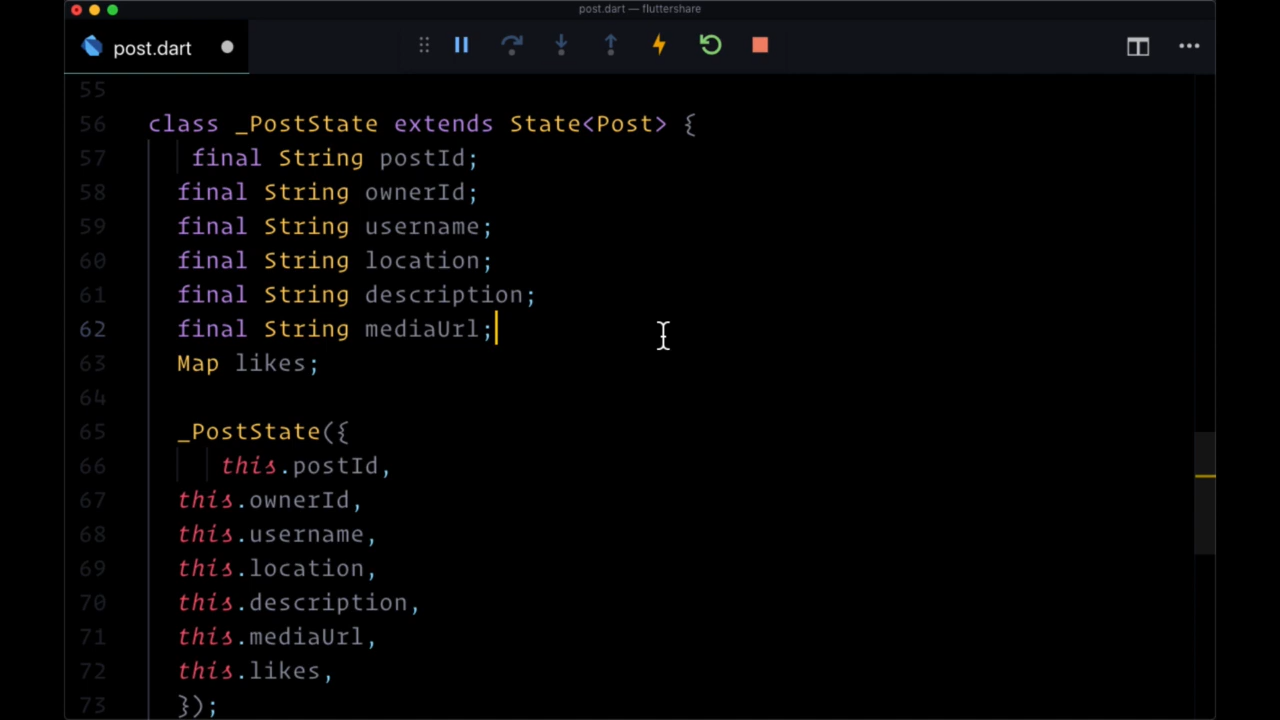 post.dart — fluttershare
post.dart
55
56 class _PostState extends State<Post> {
57 final String postId;
58 final String ownerId;
59 final String username;
60 final String location;
61 final String description;
62 final String mediaUrl;
63 Map likes;
64
65 _PostState({
66 this.postId,
67 this.ownerId,
68 this.username,
69 this.location,
70 this.description,
71 this.mediaUrl,
72 this.likes,
73 });